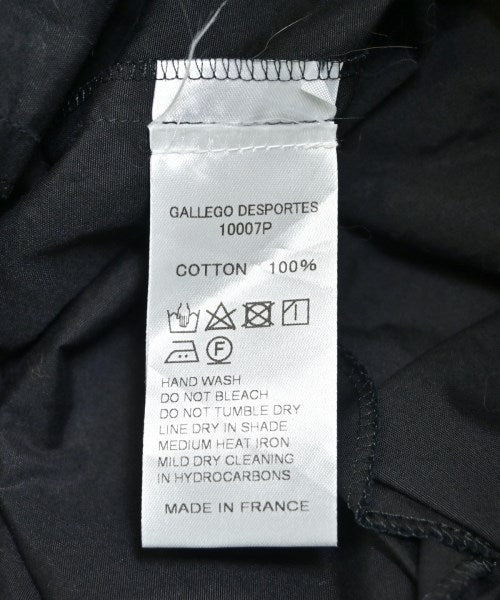 GALLEGO DESPORTES
10007P
COTTON 100%
F
HAND WASH
DO NOT BLEACH
DO NOT TUMBLE DRY
LINE DRY IN SHADE
MEDIUM HEAT IRON
MILD DRY CLEANING
IN HYDROCARBONS
MADE IN FRANCE